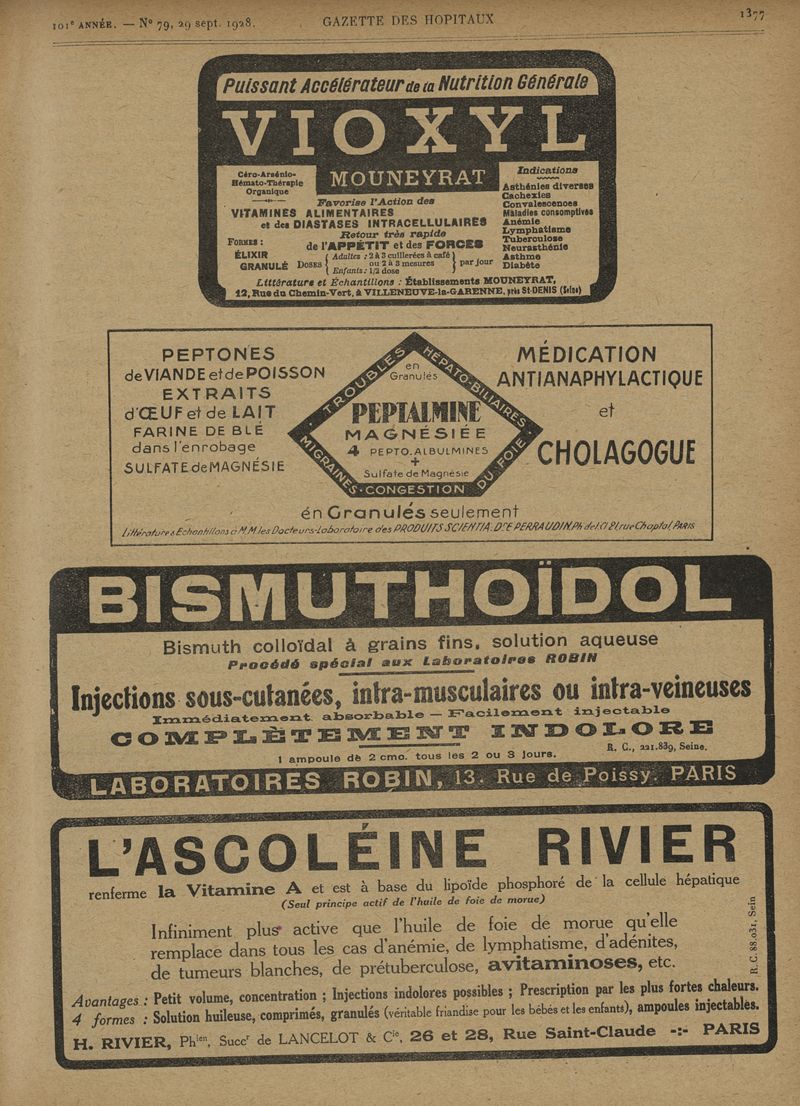 101e ANNÉE. — No 79, 29 sept. 1928.
GAZETTE DES HOPITAUX
1377
Puissant Accélérateur de la Nutrition Générale
VIOXYL
MOUNEYRAT
Céro-Arsénio-
Hémato-Thérapie
Organique
Favorise l'Action des
VITAMINES ALIMENTAIRES
et des DIASTASES INTRACELLULAIRES
Retour très rapide
de l'APPÉTIT et des FORCES
FORMES :
ÉLIXIR
GRANULÉ
DOSES
Adultes : 2 à 3 cuillerées à café
ou 2 à 3 mesures
Enfants : 1/2 dose
par jour
Indications
Asthénies diverses
Cachexies
Convalescences
Maladies consomptives
Anémie
Lymphatisme
Tuberculose
Neurasthénie
Asthme
Diabète
Littérature et Échantillons : Établissements MOUNEYRAT,
12, Rue du Chemin-Vert, à VILLENEUVE-la-GARENNE, près St-DENIS (Seine)
PEPTONES
de VIANDE et de POISSON
EXTRAITS
d'ŒUF et de LAIT
FARINE DE BLÉ
dans l'enrobage
SULFATE de MAGNÉSIE
TROUBLES HÉPATO-BILIAIRES
en
Granulés
PEPTALMINE
MAGNÉSIÉE
4 PEPTO.ALBULMINES
+
Sulfate de Magnésie
MIGRAINES·CONGESTION DU FOIE
MÉDICATION
ANTIANAPHYLACTIQUE
et
CHOLAGOGUE
en Granulés seulement
Littérature & Échantillons à MM. les Docteurs-Laboratoire des PRODUITS SCIENTIA. Dr E PERRAUDIN. Ph de 1 Cl 21. rue Chaptal. PARIS
BISMUTHOÏDOL
Bismuth colloïdal à grains fins, solution aqueuse
Procédé spécial aux Laboratoires ROBIN
Injections sous-cutanées, intra-musculaires ou intra-veineuses
Immédiatement absorbable — Facilement injectable
COMPLÈTEMENT INDOLORE
R. C., 221.839, Seine.
1 ampoule de 2 cmc. tous les 2 ou 3 jours.
LABORATOIRES ROBIN, 13. Rue de Poissy. PARIS
L'ASCOLÉINE RIVIER
renferme la Vitamine A et est à base du lipoïde phosphoré de la cellule hépatique
(Seul principe actif de l'huile de foie de morue)
Infiniment plus active que l'huile de foie de morue qu'elle
remplace dans tous les cas d'anémie, de lymphatisme, d'adénites,
de tumeurs blanches, de prétuberculose, avitaminoses, etc.
R. C. 88.031, Sein
Avantages : Petit volume, concentration ; Injections indolores possibles ; Prescription par les plus fortes chaleurs.
4 formes : Solution huileuse, comprimés, granulés (véritable friandise pour les bébés et les enfants), ampoules injectables.
H. RIVIER, Phien, Succr de LANCELOT & Cie, 26 et 28, Rue Saint-Claude -:- PARIS